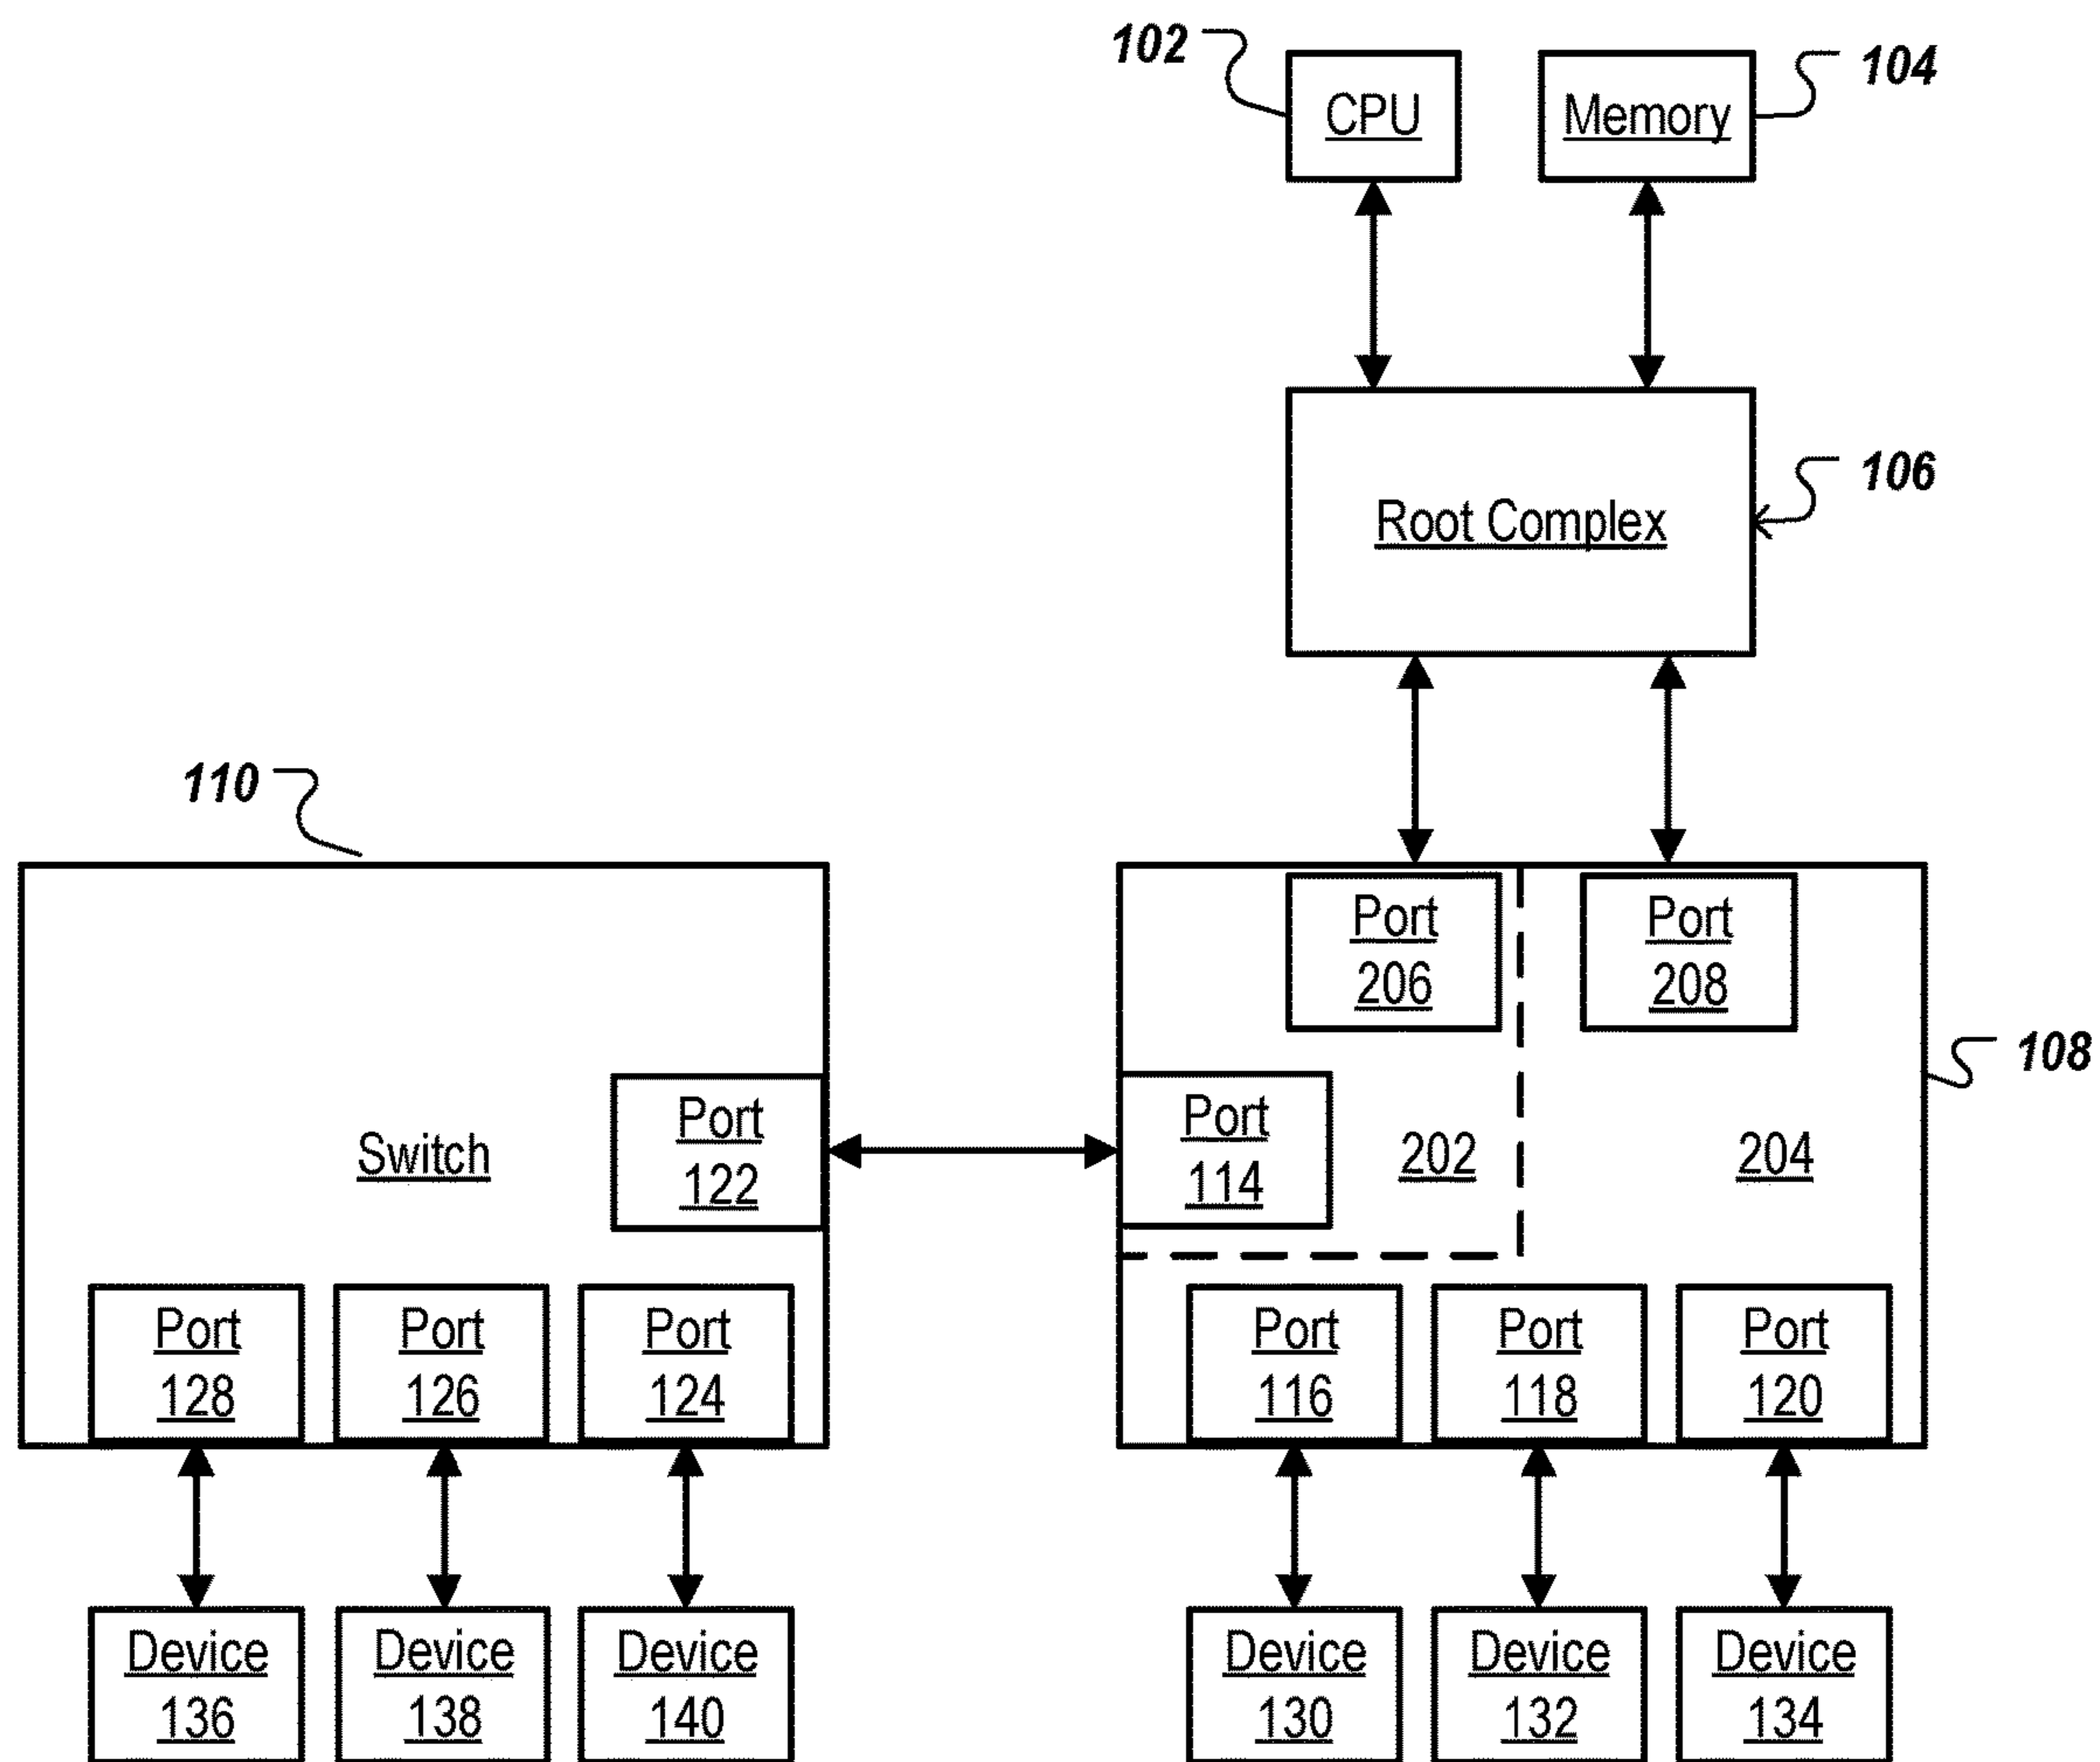 102
CPU
Memory
104
Root Complex
106
110
Port
206
Port
208
108
Switch
Port
122
Port
114
202
204
Port
128
Port
126
Port
124
Port
116
Port
118
Port
120
Device
136
Device
138
Device
140
Device
130
Device
132
Device
134